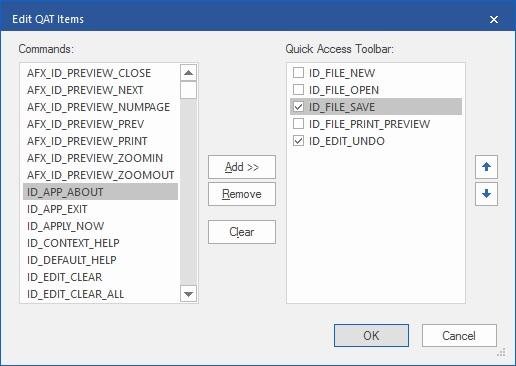 Edit QAT Items
Commands:
AFX_ID_PREVIEW_CLOSE
AFX_ID_PREVIEW_NEXT
AFX_ID_PREVIEW_NUMPAGE
AFX_ID_PREVIEW_PREV
AFX_ID_PREVIEW_PRINT
AFX_ID_PREVIEW_ZOOMIN
AFX_ID_PREVIEW_ZOOMOUT
ID_APP_ABOUT
ID_APP_EXIT
ID_APPLY_NOW
ID_CONTEXT_HELP
ID_DEFAULT_HELP
ID_EDIT_CLEAR
ID_EDIT_CLEAR_ALL
Add >>
Remove
Clear
Quick Access Toolbar:
ID_FILE_NEW
ID_FILE_OPEN
ID_FILE_SAVE
ID_FILE_PRINT_PREVIEW
ID_EDIT_UNDO
OK
Cancel